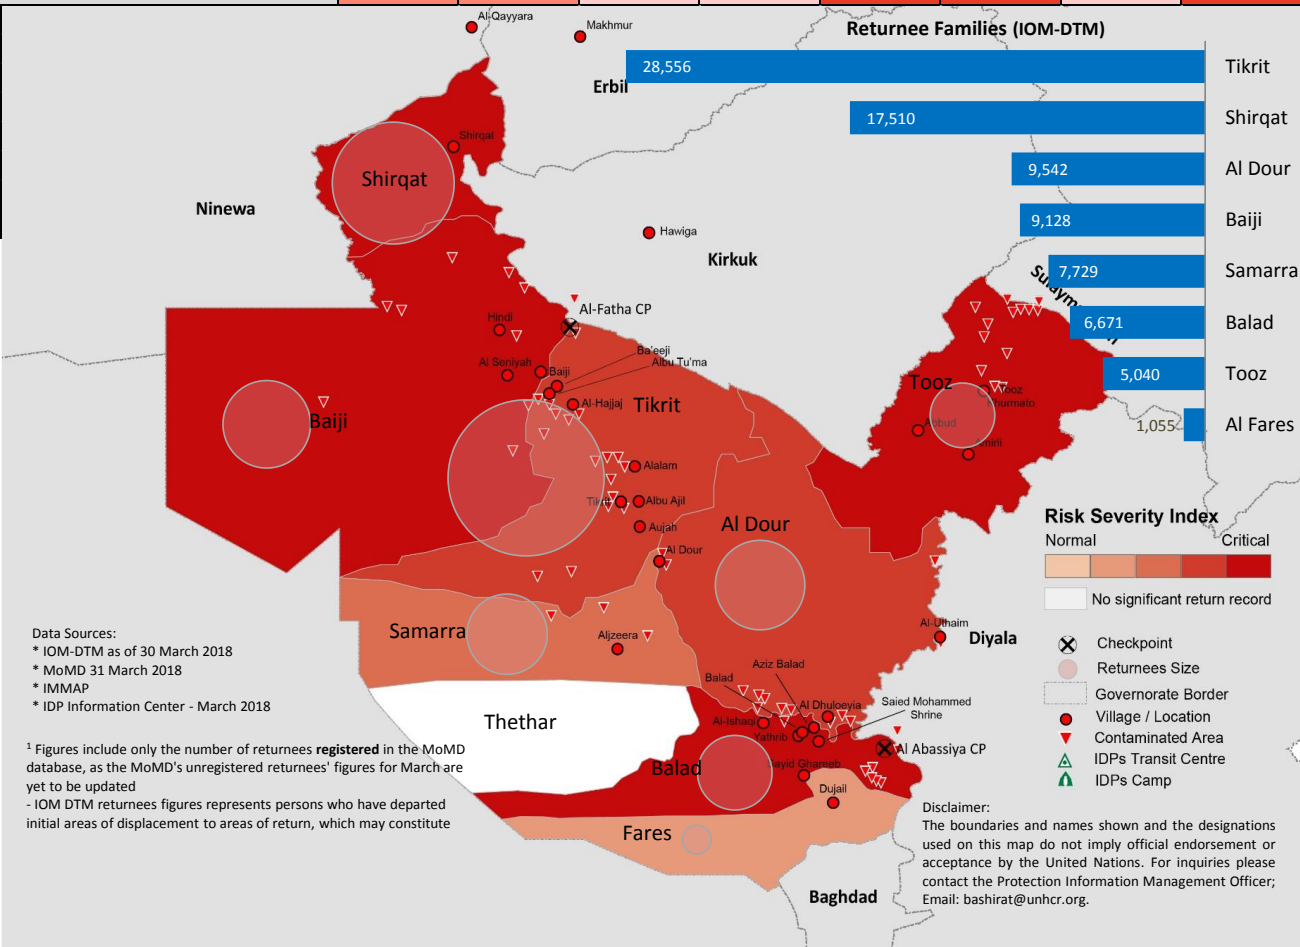 Al-Qayyara
Makhmur
Returnee Families (IOM-DTM)
Erbil
28,556
Tikrit
17,510
Shirqat
Shirqat
Shirqat
9,542
Al Dour
Ninewa
Hawiga
9,128
Baiji
Kirkuk
7,729
Samarra
Al-Fatha CP
Hindi
6,671
Balad
Ba'eeji
Albu Tu'ma
Al Seniyah
Baiji
5,040
Tooz
Tooz
Tooz
Khurmato
Al-Hajjaj
Tikrit
Baiji
1,055
Al Fares
Abbud
Amirli
Alalam
Tikrit
Albu Ajil
Aujah
Al Dour
Al Dour
Risk Severity Index
Normal
Critical
No significant return record
Samarra
Aljzeera
Al-Uthaim
Diyala
Checkpoint
Returnees Size
Governorate Border
Village / Location
Contaminated Area
IDPs Transit Centre
IDPs Camp
Data Sources:
* IOM-DTM as of 30 March 2018
* MoMD 31 March 2018
* IMMAP
* IDP Information Center - March 2018
Aziz Balad
Balad
Al Dhuloeyia
Saied Mohammed
Shrine
Al-Ishaqi
Yathrib
Thethar
Al Abassiya CP
Balad
Sayid Ghareeb
Dujail
Fares
Baghdad
1 Figures include only the number of returnees registered in the MoMD
database, as the MoMD's unregistered returnees' figures for March are
yet to be updated
- IOM DTM returnees figures represents persons who have departed
initial areas of displacement to areas of return, which may constitute
Disclaimer:
The boundaries and names shown and the designations
used on this map do not imply official endorsement or
acceptance by the United Nations. For inquiries please
contact the Protection Information Management Officer;
Email: bashirat@unhcr.org.